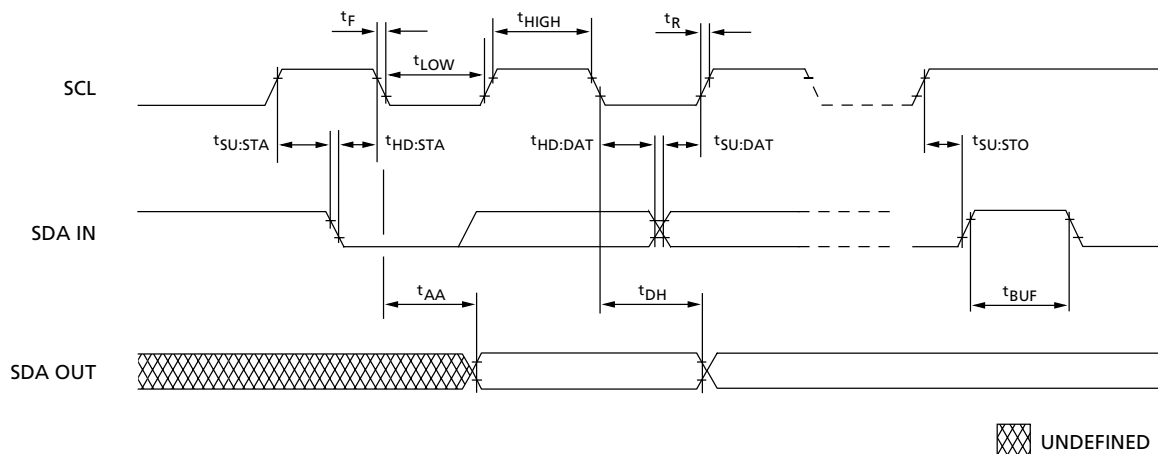 tF
tHIGH
tR
tLOW
SCL
tSU:STA
tHD:STA
tHD:DAT
tSU:DAT
tSU:STO
SDA IN
tAA
tDH
tBUF
SDA OUT
UNDEFINED